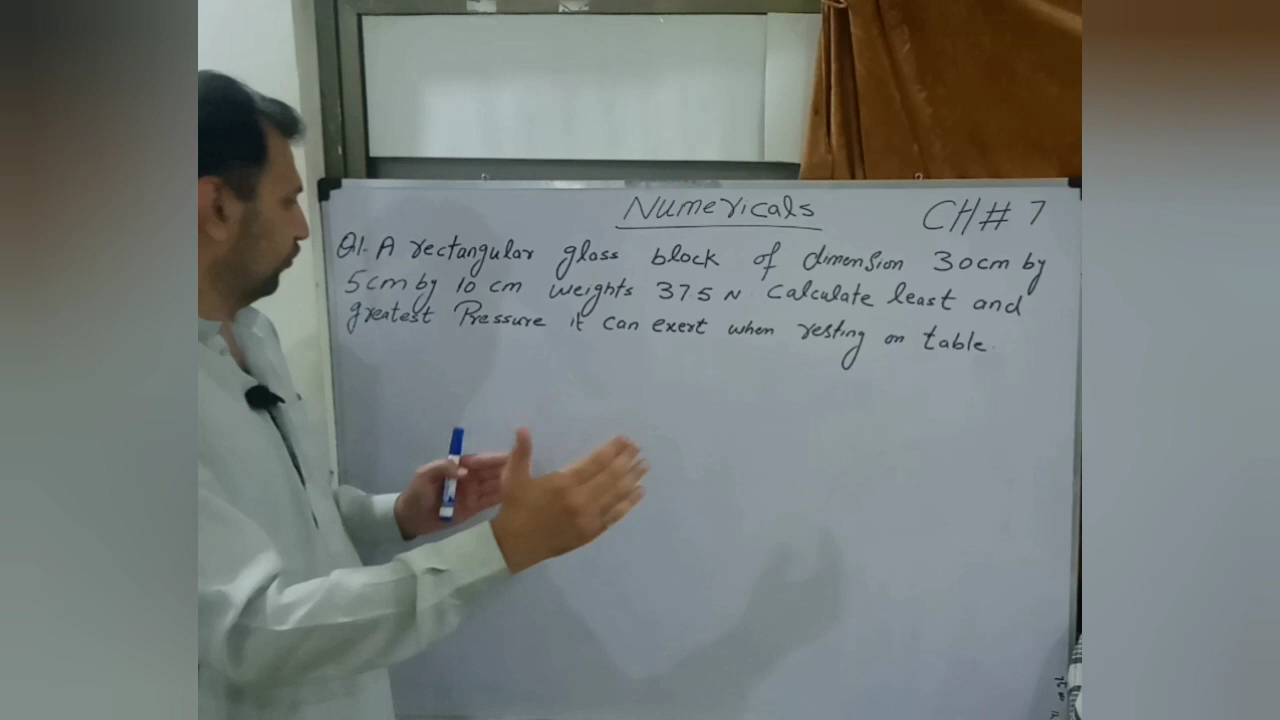 Numericals CH# 7
Q1. A rectangular glass block of dimension 30cm by
5cm by 10 cm weights 37.5 N. Calculate least and
greatest Pressure it can exert when resting on table.